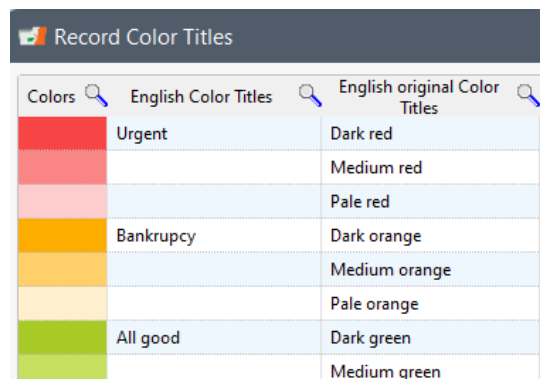 Record Color Titles
Colors English Color Titles English original Color Titles
Urgent Dark red
Medium red
Pale red
Bankrupcy Dark orange
Medium orange
Pale orange
All good Dark green
Medium green